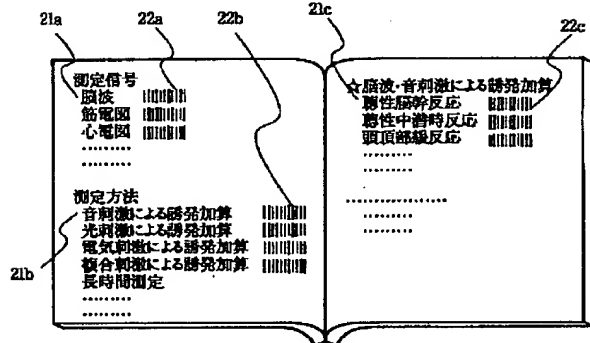 21a
22a
22b
21c
22c
測定信号
脳波
筋電図
心電図
………
………
測定方法
音刺激による誘発加算
光刺激による誘発加算
電気刺激による誘発加算
複合刺激による誘発加算
長時間測定
………
………
21b
☆脳波・音刺激による誘発加算
聴性脳幹反応
聴性中潜時反応
頭頂部緩反応
………
………
………………
………
………